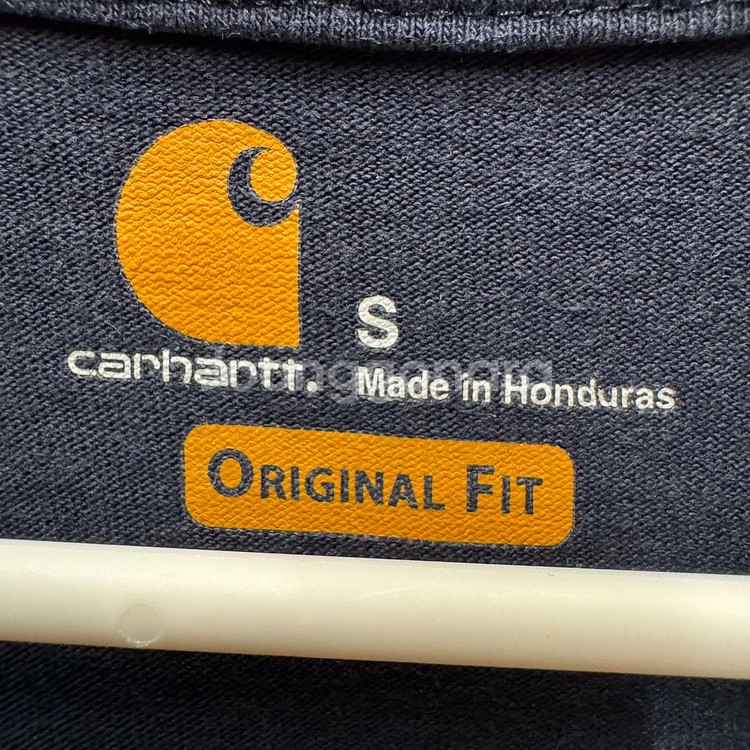 S
carhartt.
Made in Honduras
ORIGINAL FIT